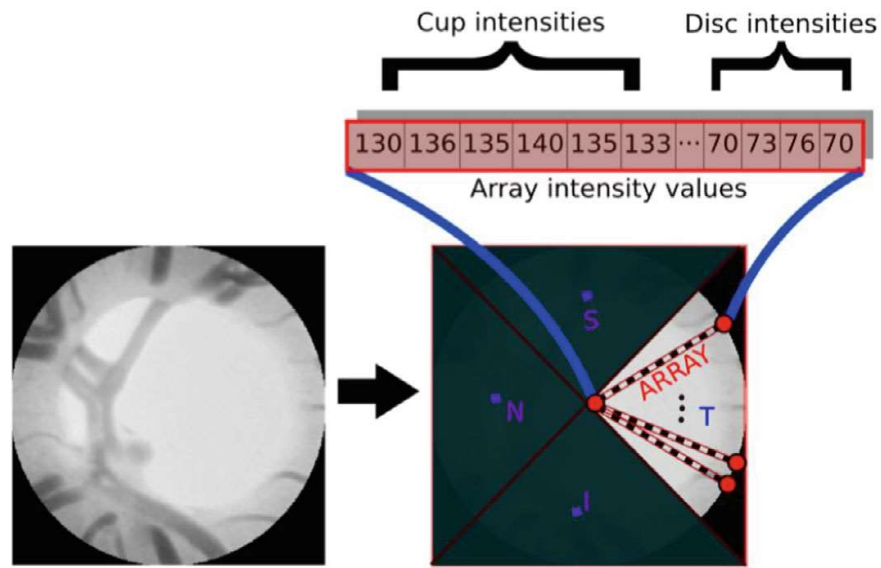 Cup intensities
Disc intensities
130 136 135 140 135 133 ... 70 73 76 70
Array intensity values
S
ARRAY
N
T
I